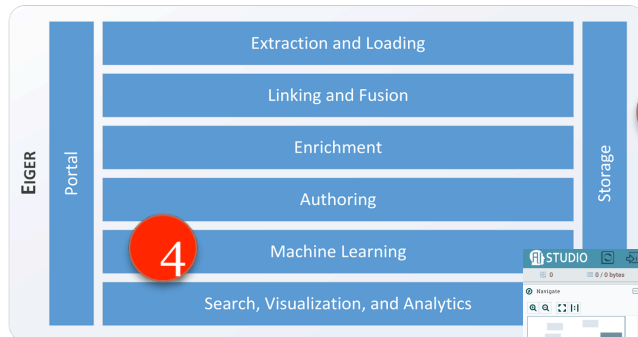 EIGER
Portal
Extraction and Loading
Linking and Fusion
Enrichment
Authoring
4
Machine Learning
Search, Visualization, and Analytics
Storage
AI STUDIO
0
0 / 0 bytes
Navigate